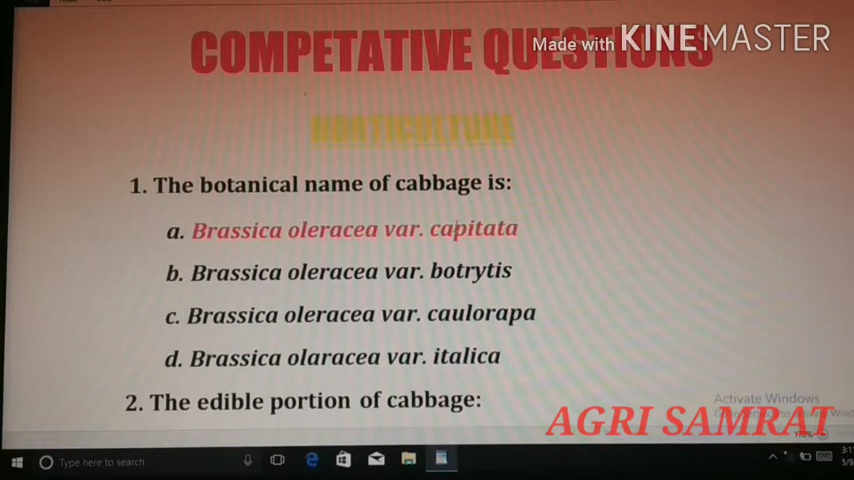 COMPETATIVE QUESTIONS
Made with KINEMASTER
HORTICULTURE
1. The botanical name of cabbage is:
a. Brassica oleracea var. capitata
b. Brassica oleracea var. botrytis
c. Brassica oleracea var. caulorapa
d. Brassica olaracea var. italica
2. The edible portion of cabbage:
Activate Windows
AGRI SAMRAT
Type here to search